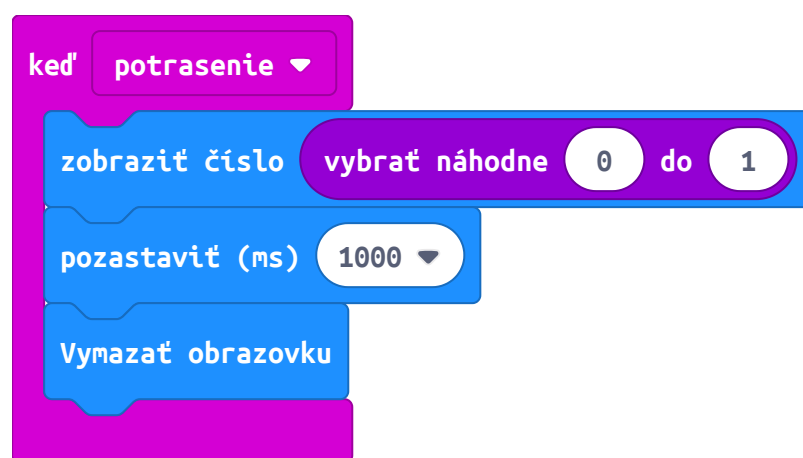 keď potrasenie
zobraziť číslo vybrať náhodne 0 do 1
pozastaviť (ms) 1000
Vymazať obrazovku